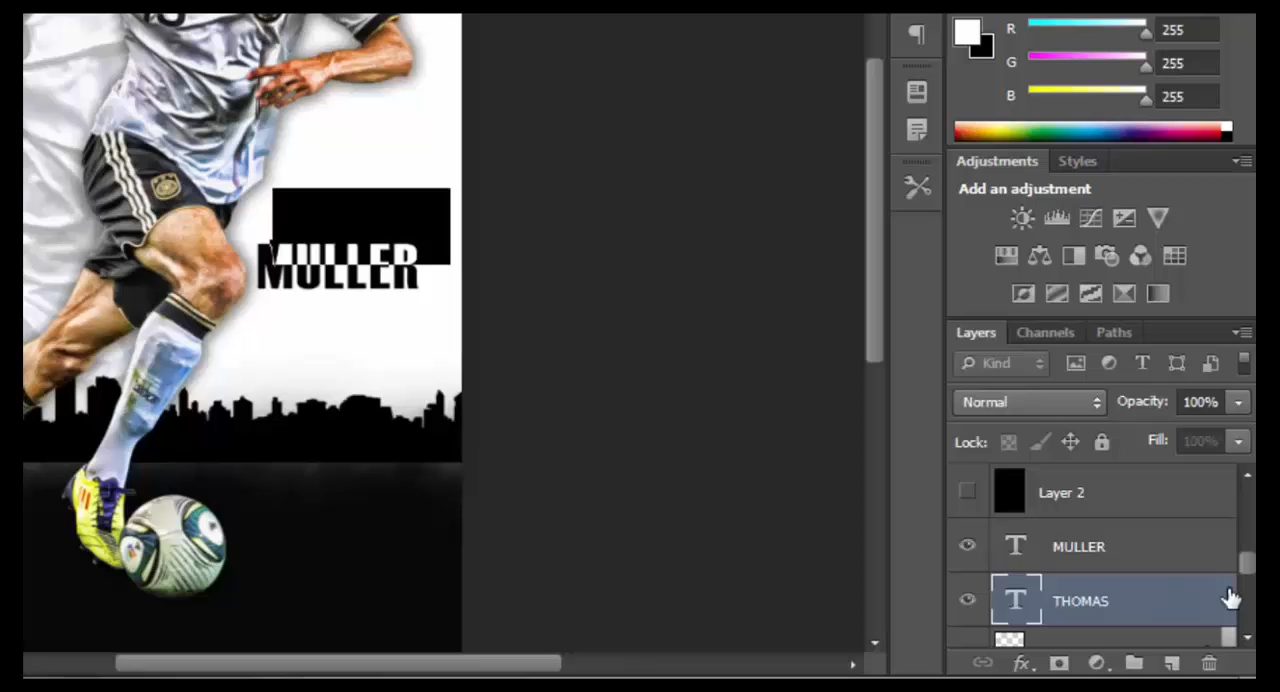 R 255
G 255
B 255
Adjustments Styles
Add an adjustment
MULLER
Layers Channels Paths
Kind T
Normal Opacity: 100%
Lock: Fill: 100%
Layer 2
T MULLER
T THOMAS
fx